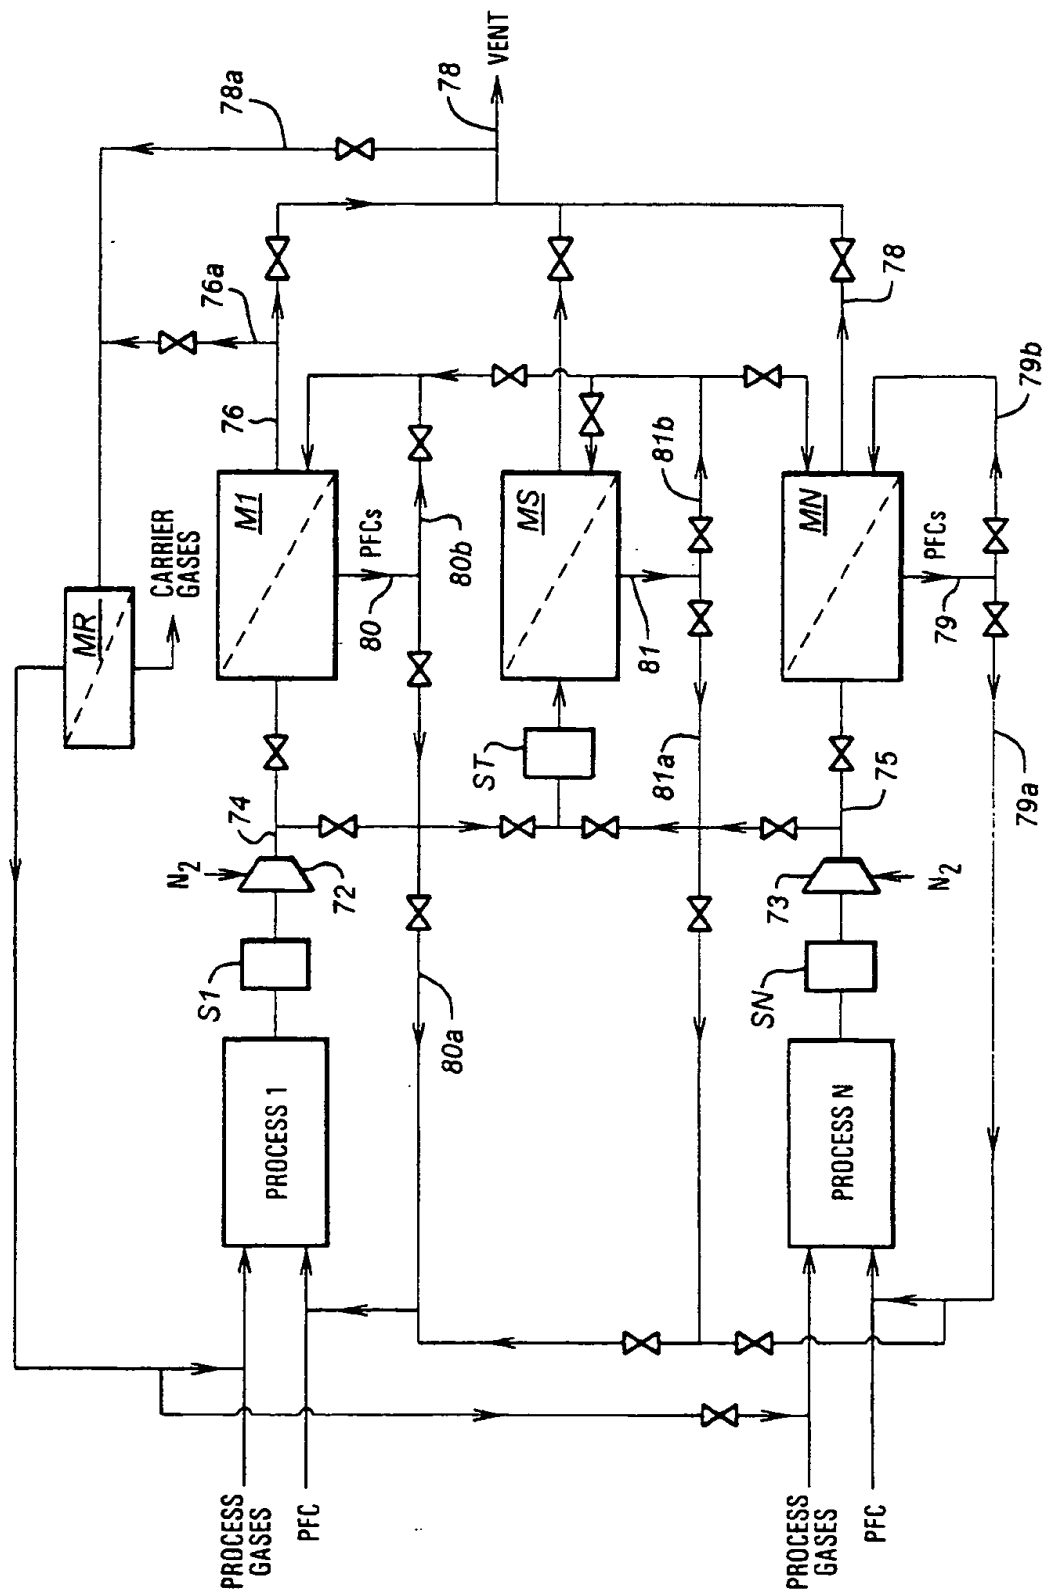 VENT
78
78a
76a
76
78
79b
M1
MS
MN
MR
CARRIER
GASES
PFCs
80
80b
81
81b
PFCs
79
79a
ST
81a
74
75
N2
72
73
N2
S1
SN
80a
PROCESS 1
PROCESS N
PROCESS
GASES
PFC
PROCESS
GASES
PFC